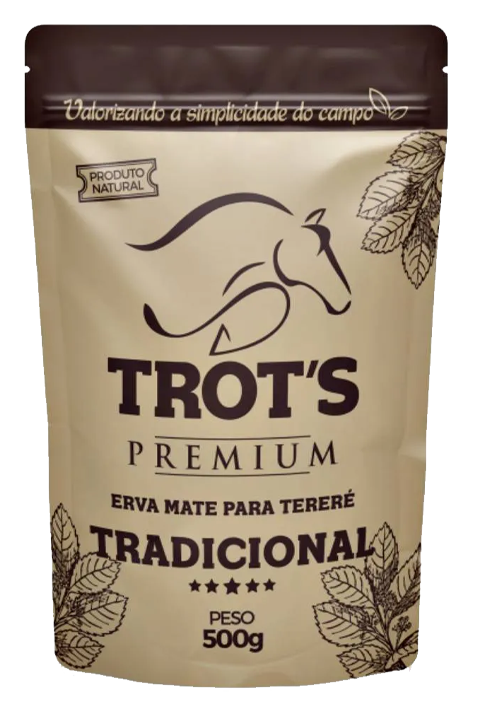 Valorizando a simplicidade do campo
PRODUTO
NATURAL
TROT'S
PREMIUM
ERVA MATE PARA TERERÉ
TRADICIONAL
PESO
500g